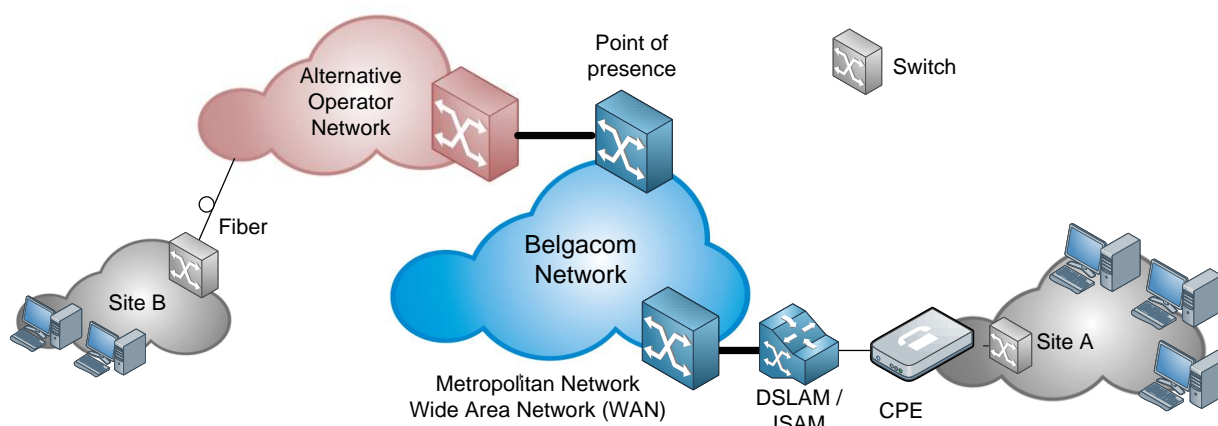 Alternative
Operator
Network
Point of
presence
Switch
Fiber
Belgacom
Network
Site B
Site A
Metropolitan Network
Wide Area Network (WAN)
DSLAM /
ISAM
CPE